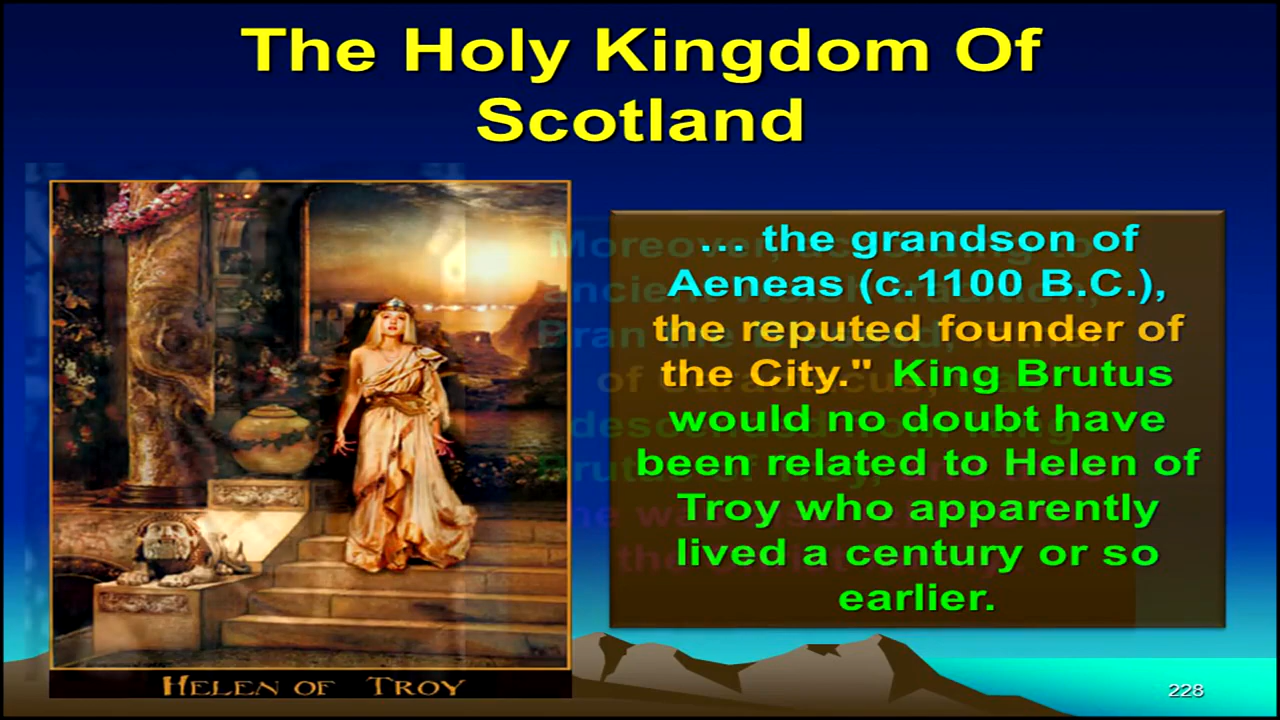 The Holy Kingdom Of
Scotland
... the grandson of
Aeneas (c.1100 B.C.),
the reputed founder of
the City." King Brutus
would no doubt have
been related to Helen of
Troy who apparently
lived a century or so
earlier.
HELEN OF TROY
228